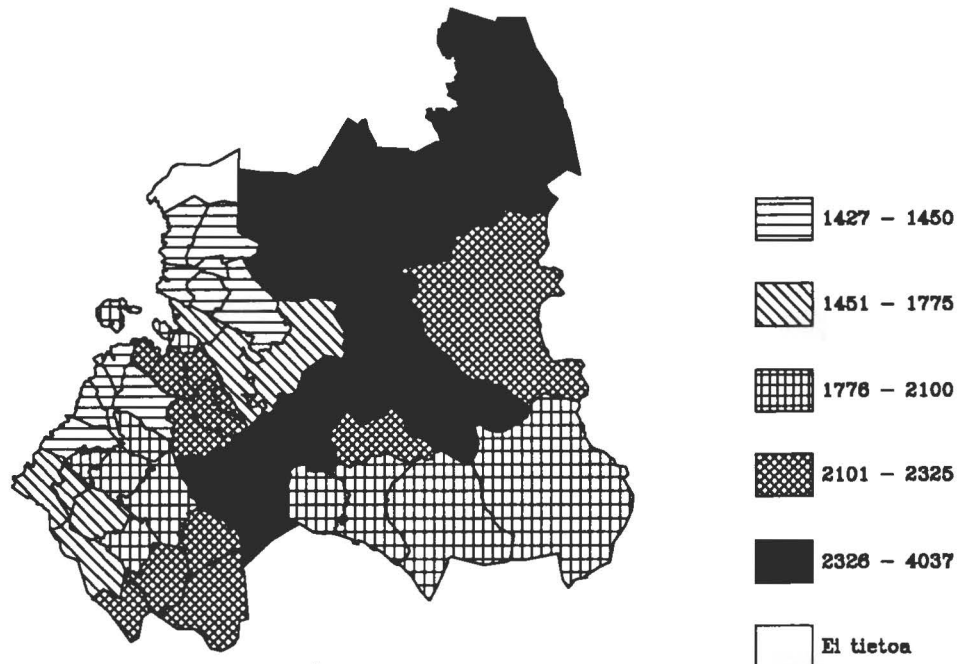 1427 – 1450
1451 – 1775
1776 – 2100
2101 – 2325
2326 – 4037
Ei tietoa